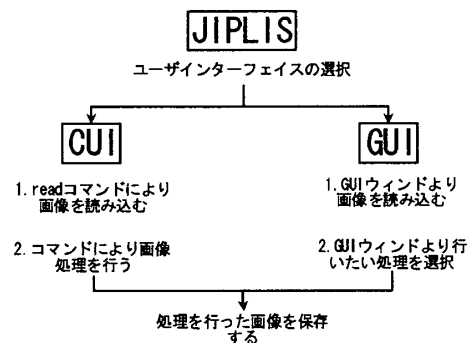 JIPLIS
ユーザインターフェイスの選択
CUI
1.readコマンドにより
画像を読み込む
2.コマンドにより画像
処理を行う
GUI
1.GUIウィンドより
画像を読み込む
2.GUIウィンドより行
いたい処理を選択
処理を行った画像を保存
する